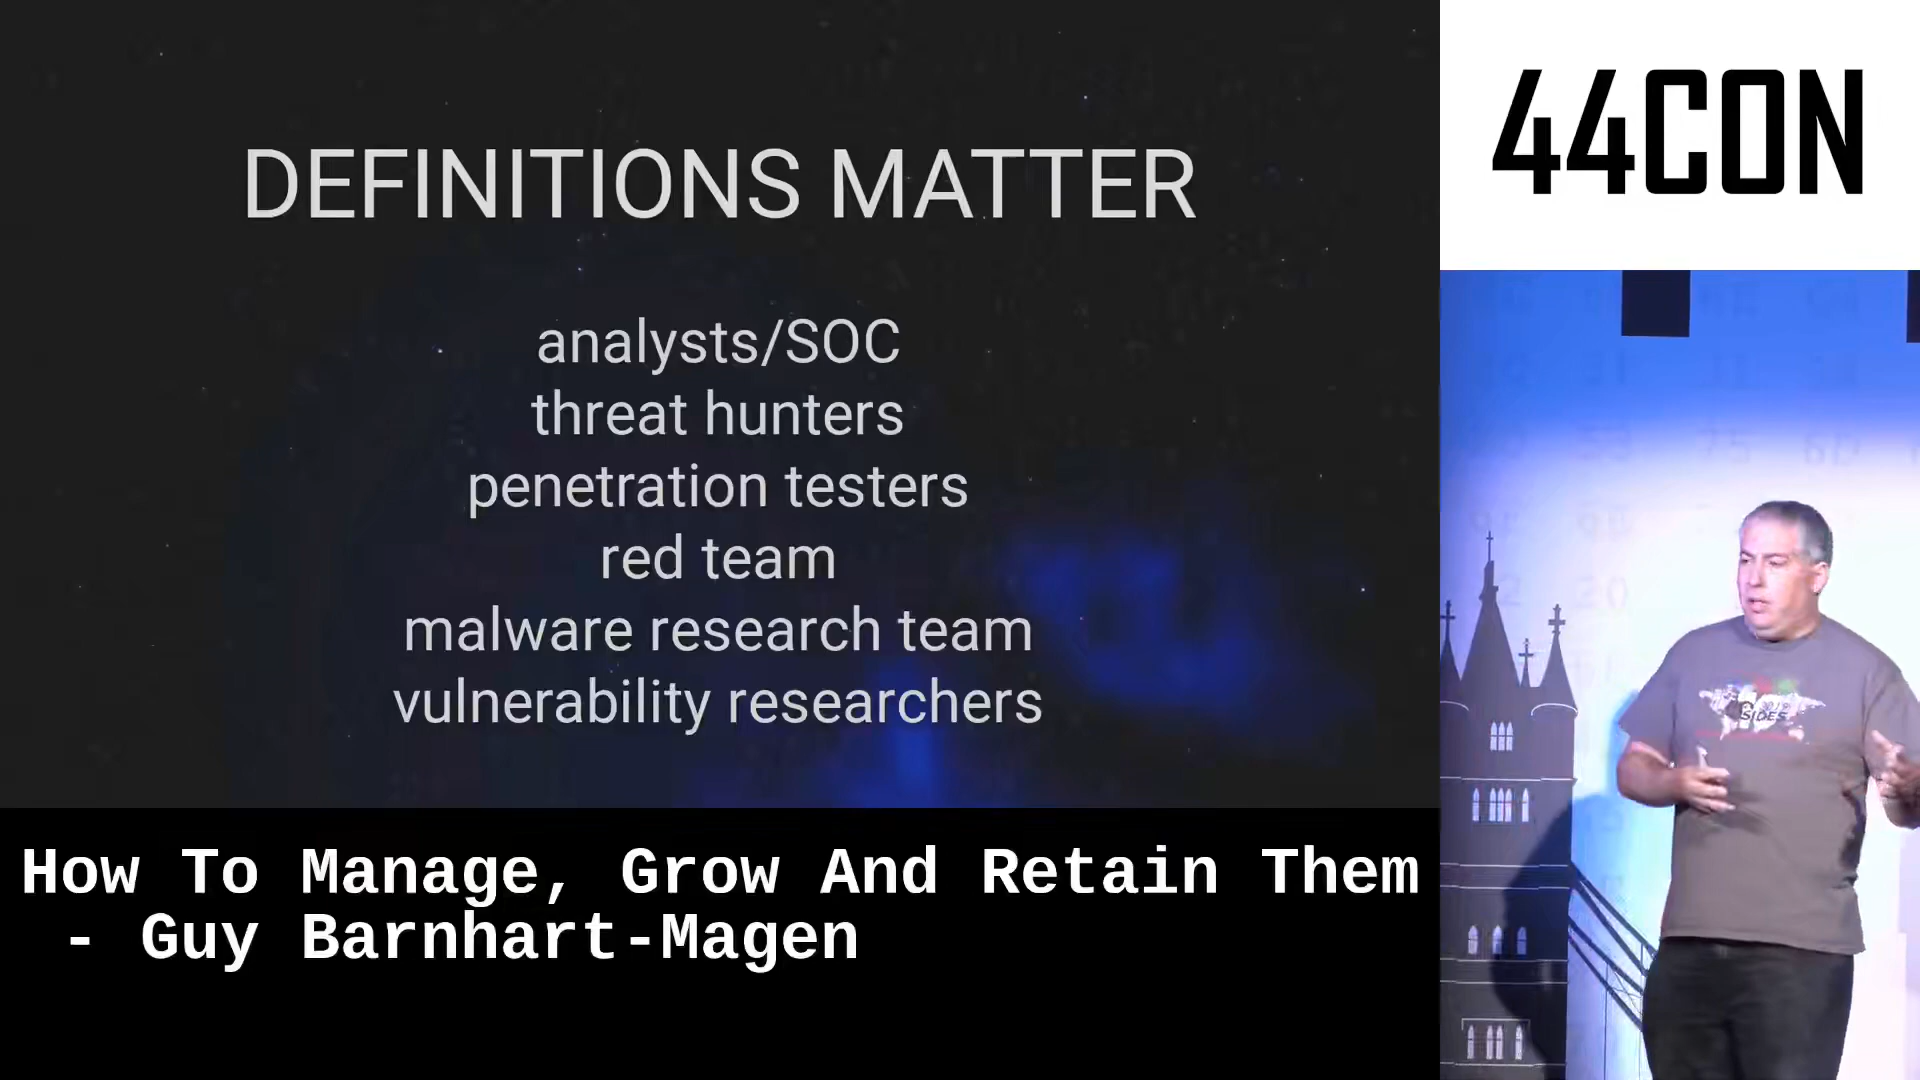 DEFINITIONS MATTER
analysts/SOC
threat hunters
penetration testers
red team
malware research team
vulnerability researchers
How To Manage, Grow And Retain Them
- Guy Barnhart-Magen
44CON
SIDES